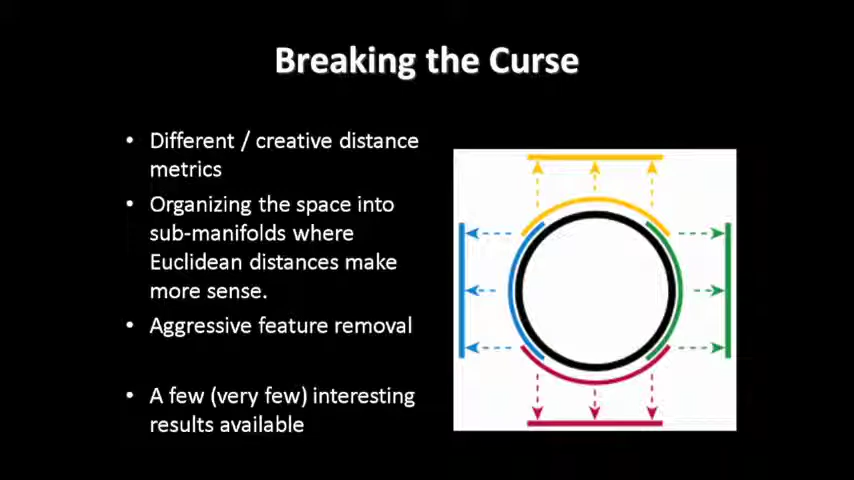 Breaking the Curse
• Different / creative distance
metrics
• Organizing the space into
sub-manifolds where
Euclidean distances make
more sense.
• Aggressive feature removal
• A few (very few) interesting
results available